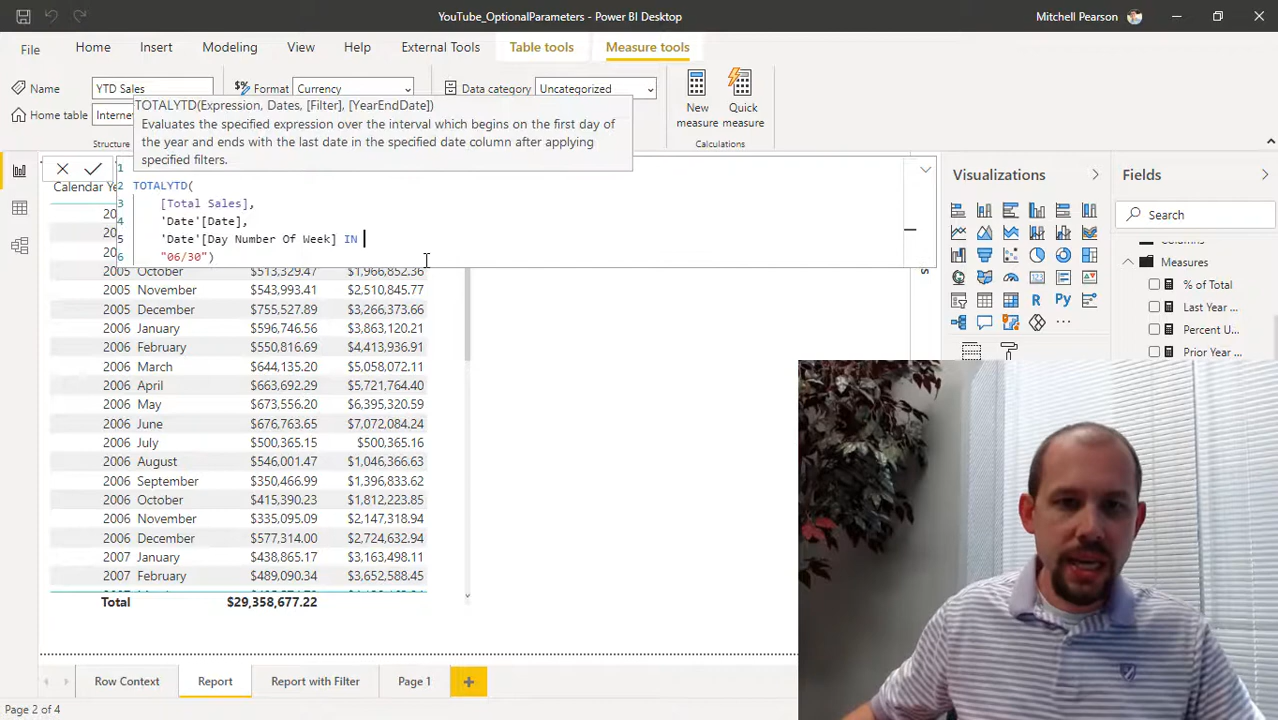 YouTube_OptionalParameters - Power BI Desktop
Mitchell Pearson
File Home Insert Modeling View Help External Tools Table tools Measure tools
Name YTD Sales
Format Currency
Data category Uncategorized
Home table
New measure
Quick measure
Structure
Calculations
TOTALYTD(Expression, Dates, [Filter], [YearEndDate])
Evaluates the specified expression over the interval which begins on the first day of
the year and ends with the last date in the specified date column after applying
specified filters.
1
2 TOTALYTD(
3 [Total Sales],
4 'Date'[Date],
5 'Date'[Day Number Of Week] IN
6 "06/30")
2005 October $513,329.47 $1,966,852.36
2005 November $543,993.41 $2,510,845.77
2005 December $755,527.89 $3,266,373.66
2006 January $596,746.56 $3,863,120.21
2006 February $550,816.69 $4,413,936.91
2006 March $644,135.20 $5,058,072.11
2006 April $663,692.29 $5,721,764.40
2006 May $673,556.20 $6,395,320.59
2006 June $676,763.65 $7,072,084.24
2006 July $500,365.15 $500,365.16
2006 August $546,001.47 $1,046,366.63
2006 September $350,466.99 $1,396,833.62
2006 October $415,390.23 $1,812,223.85
2006 November $335,095.09 $2,147,318.94
2006 December $577,314.00 $2,724,632.94
2007 January $438,865.17 $3,163,498.11
2007 February $489,090.34 $3,652,588.45
Total $29,358,677.22
Visualizations
Fields
Search
R
Py
Measures
% of Total
Last Year ...
Percent U...
Prior Year ...
Row Context Report Report with Filter Page 1
Page 2 of 4